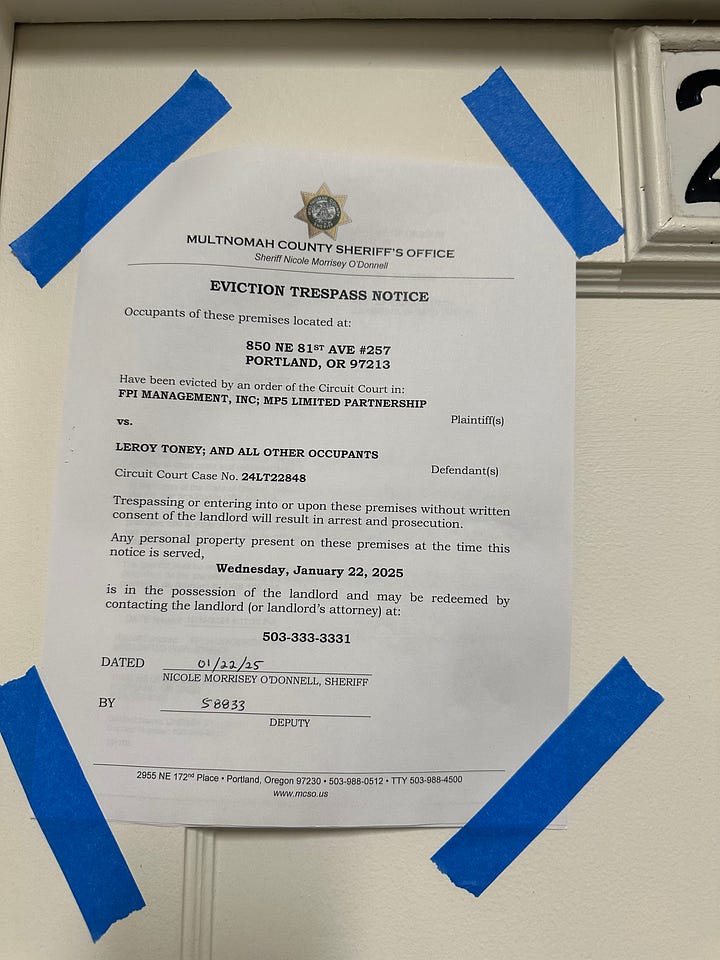 2
MULTNOMAH COUNTY SHERIFF'S OFFICE
Sheriff Nicole Morrisey O'Donnell
EVICTION TRESPASS NOTICE
Occupants of these premises located at:
850 NE 81ST AVE #257
PORTLAND, OR 97213
Have been evicted by an order of the Circuit Court in:
FPI MANAGEMENT, INC; MP5 LIMITED PARTNERSHIP
Plaintiff(s)
vs.
LEROY TONEY; AND ALL OTHER OCCUPANTS
Defendant(s)
Circuit Court Case No. 24LT22848
Trespassing or entering into or upon these premises without written
consent of the landlord will result in arrest and prosecution.
Any personal property present on these premises at the time this
notice is served,
Wednesday, January 22, 2025
is in the possession of the landlord and may be redeemed by
contacting the landlord (or landlord's attorney) at:
503-333-3331
DATED 01/22/25
NICOLE MORRISEY O'DONNELL, SHERIFF
BY 58833
DEPUTY
2955 NE 172nd Place • Portland, Oregon 97230 • 503-988-0512 • TTY 503-988-4500
www.mcso.us